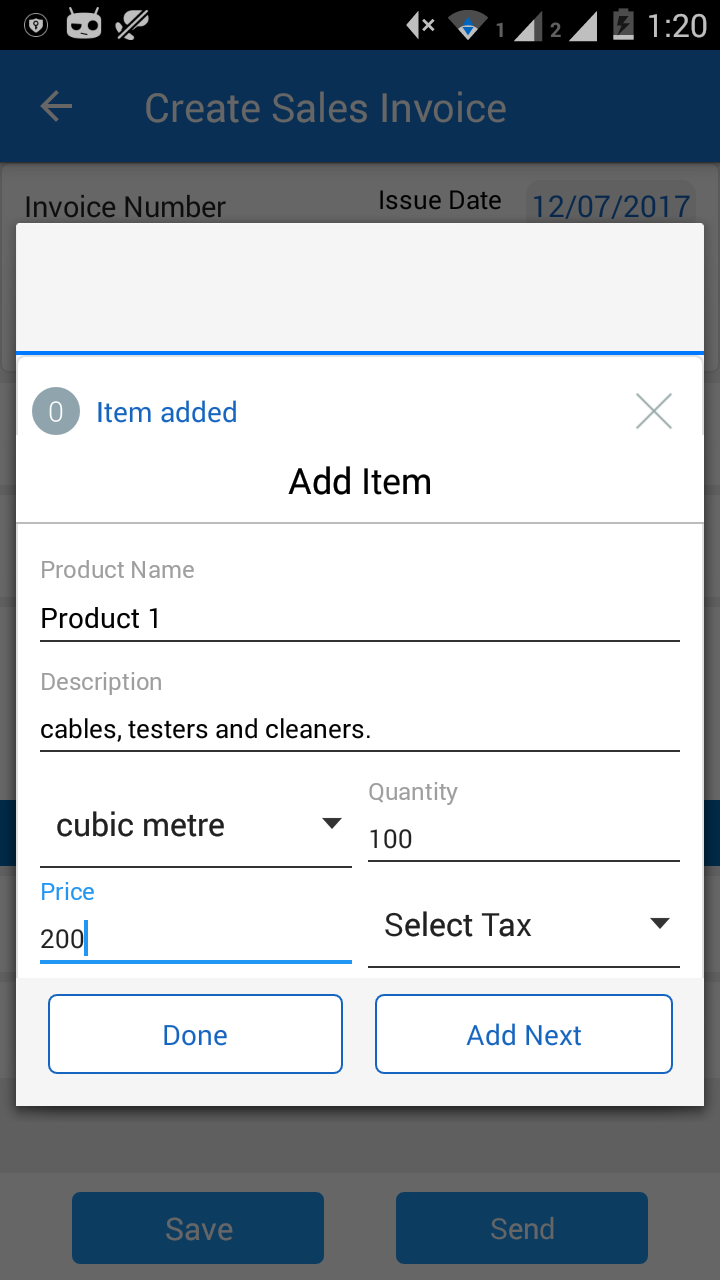 1 2 1:20
Create Sales Invoice
Invoice Number Issue Date 12/07/2017
0 Item added
Add Item
Product Name
Product 1
Description
cables, testers and cleaners.
cubic metre
Quantity
100
Price
200
Select Tax
Done Add Next
Save Send